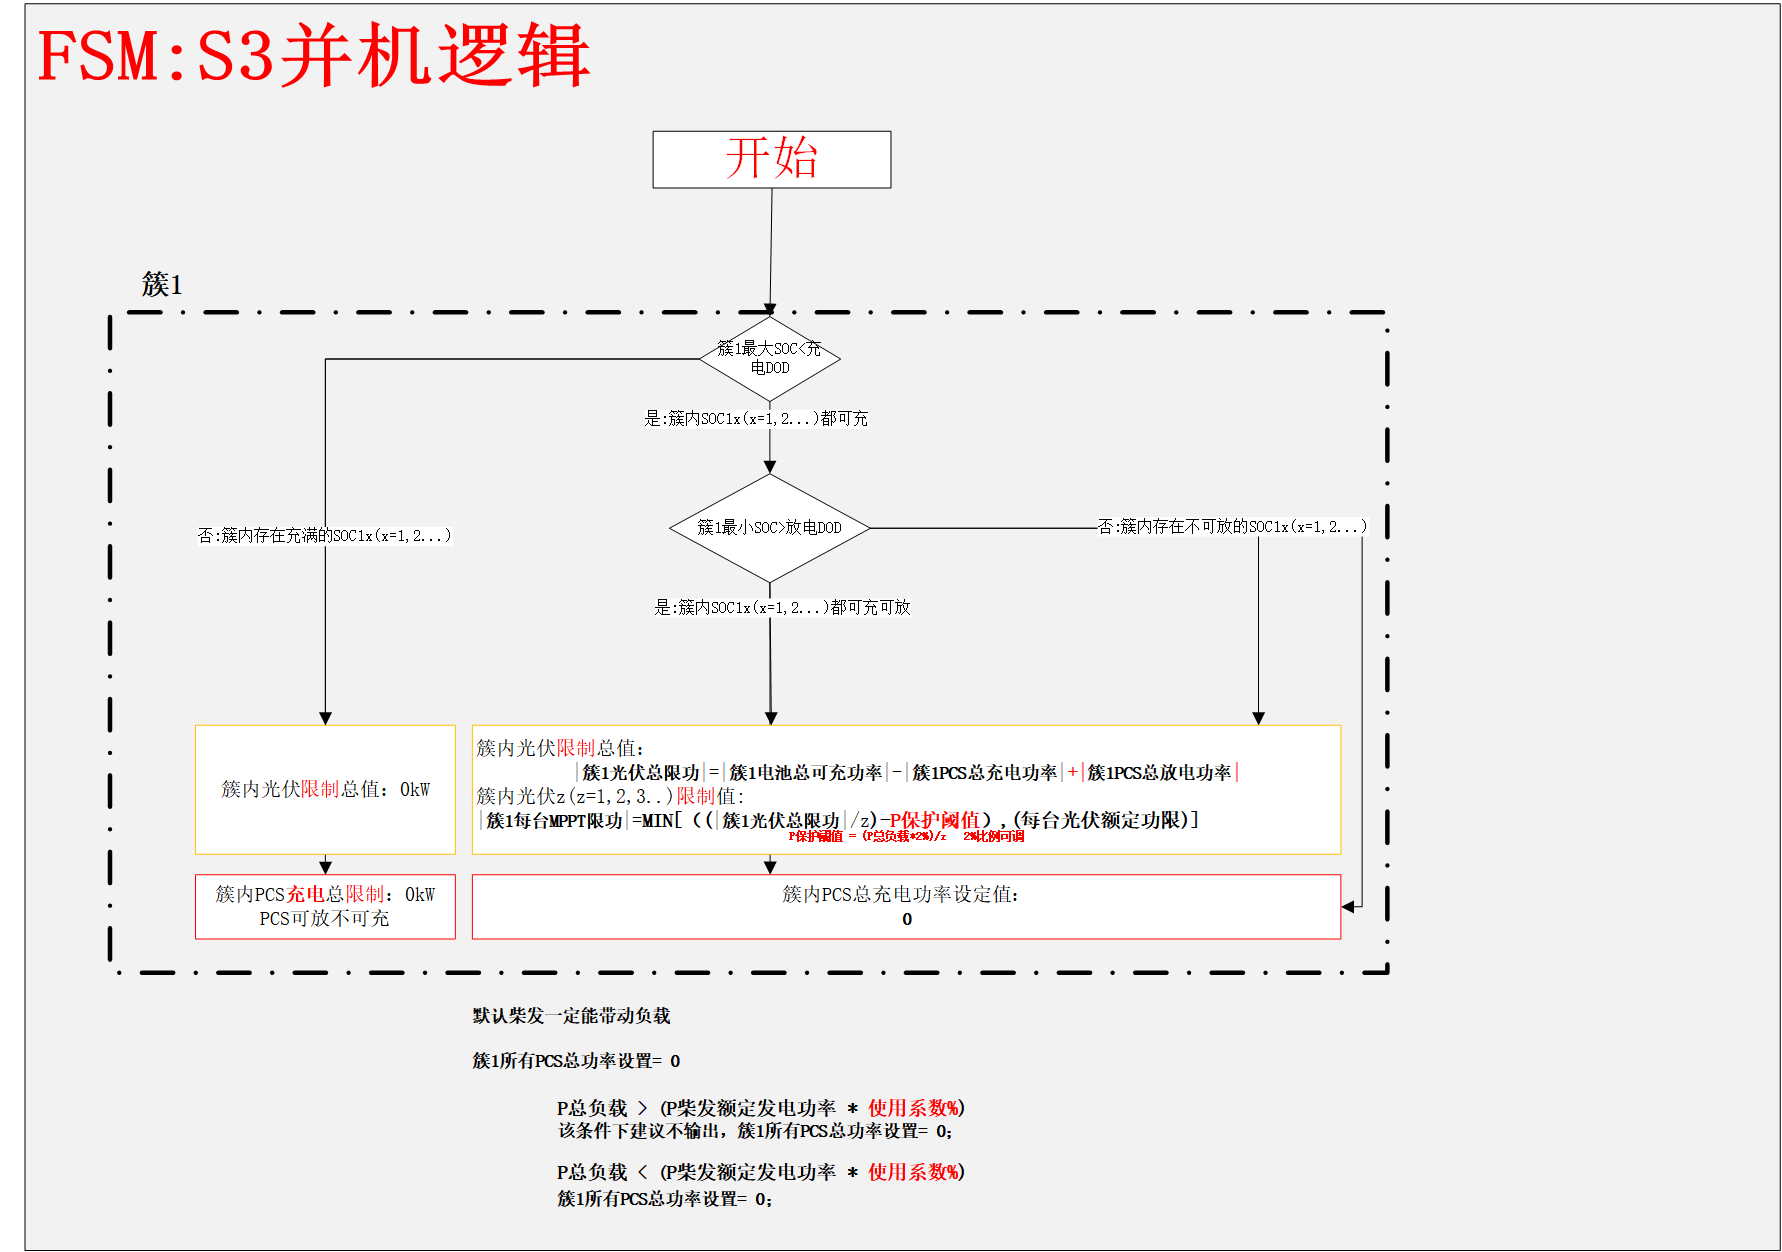 FSM:S3并机逻辑
开始
簇1
簇1最大SOC<充
电DOD
是:簇内SOC1x(x=1,2...)都可充
簇1最小SOC>放电DOD
否:簇内存在不可放的SOC1x(x=1,2...)
否:簇内存在充满的SOC1x(x=1,2...)
是:簇内SOC1x(x=1,2...)都可充可放
簇内光伏限制总值: 0kW
簇内光伏限制总值:
|簇1光伏总限功|=|簇1电池总可充功率|-|簇1PCS总充电功率|+|簇1PCS总放电功率|
簇内光伏z(z=1,2,3..)限制值:
|簇1每台MPPT限功|=MIN[ ((|簇1光伏总限功|/z)-P保护阈值),(每台光伏额定功限)]
P保护阈值 = (P总负载*2%)/z 2%比例可调
簇内PCS充电总限制: 0kW
PCS可放不可充
簇内PCS总充电功率设定值:
0
默认柴发一定能带动负载
簇1所有PCS总功率设置= 0
P总负载 > (P柴发额定发电功率 * 使用系数%)
该条件下建议不输出, 簇1所有PCS总功率设置= 0;
P总负载 < (P柴发额定发电功率 * 使用系数%)
簇1所有PCS总功率设置= 0;